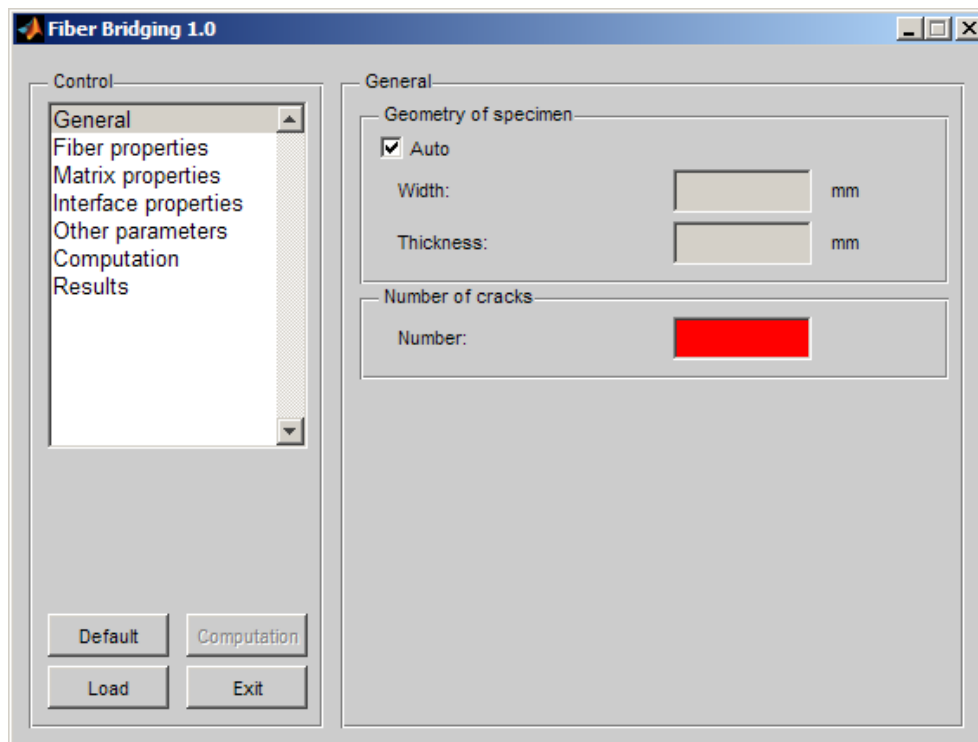 Fiber Bridging 1.0
Control
General
Fiber properties
Matrix properties
Interface properties
Other parameters
Computation
Results
Default
Computation
Load
Exit
General
Geometry of specimen
Auto
Width: mm
Thickness: mm
Number of cracks
Number: